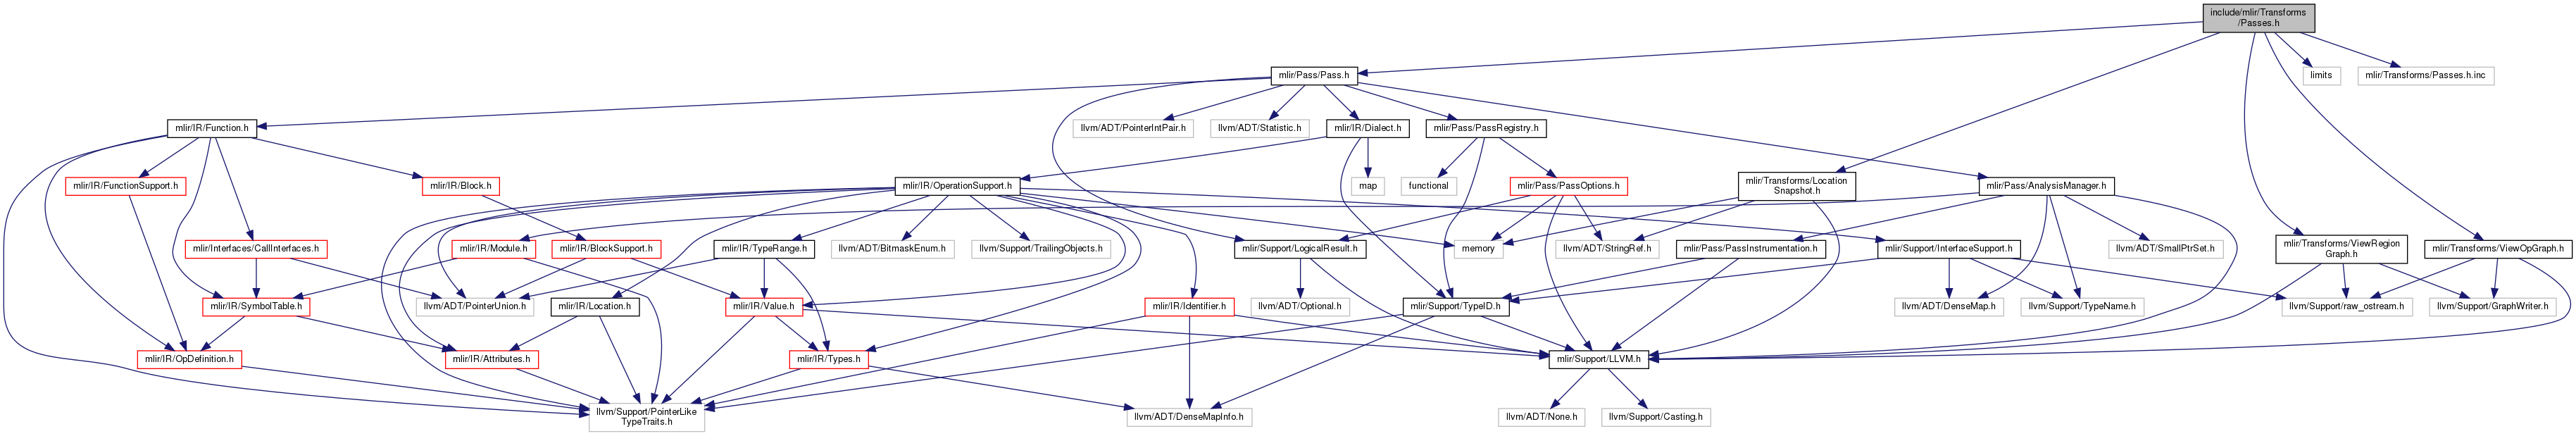 include/mlir/Transforms
/Passes.h
mlir/Pass/Pass.h
limits
mlir/Transforms/Passes.h.inc
mlir/IR/Function.h
llvm/ADT/PointerIntPair.h
llvm/ADT/Statistic.h
mlir/IR/Dialect.h
mlir/Pass/PassRegistry.h
mlir/IR/FunctionSupport.h
mlir/IR/Block.h
mlir/IR/OperationSupport.h
map
functional
mlir/Pass/PassOptions.h
mlir/Transforms/Location
Snapshot.h
mlir/Pass/AnalysisManager.h
mlir/Interfaces/CallInterfaces.h
mlir/IR/Module.h
mlir/IR/BlockSupport.h
mlir/IR/TypeRange.h
llvm/ADT/BitmaskEnum.h
llvm/Support/TrailingObjects.h
mlir/Support/LogicalResult.h
memory
llvm/ADT/StringRef.h
mlir/Pass/PassInstrumentation.h
mlir/Support/InterfaceSupport.h
llvm/ADT/SmallPtrSet.h
mlir/Transforms/ViewRegion
Graph.h
mlir/Transforms/ViewOpGraph.h
mlir/IR/SymbolTable.h
llvm/ADT/PointerUnion.h
mlir/IR/Location.h
mlir/IR/Value.h
mlir/IR/Identifier.h
llvm/ADT/Optional.h
mlir/Support/TypeID.h
llvm/ADT/DenseMap.h
llvm/Support/TypeName.h
llvm/Support/raw_ostream.h
llvm/Support/GraphWriter.h
mlir/IR/OpDefinition.h
mlir/IR/Attributes.h
mlir/IR/Types.h
mlir/Support/LLVM.h
llvm/Support/PointerLike
TypeTraits.h
llvm/ADT/DenseMapInfo.h
llvm/ADT/None.h
llvm/Support/Casting.h